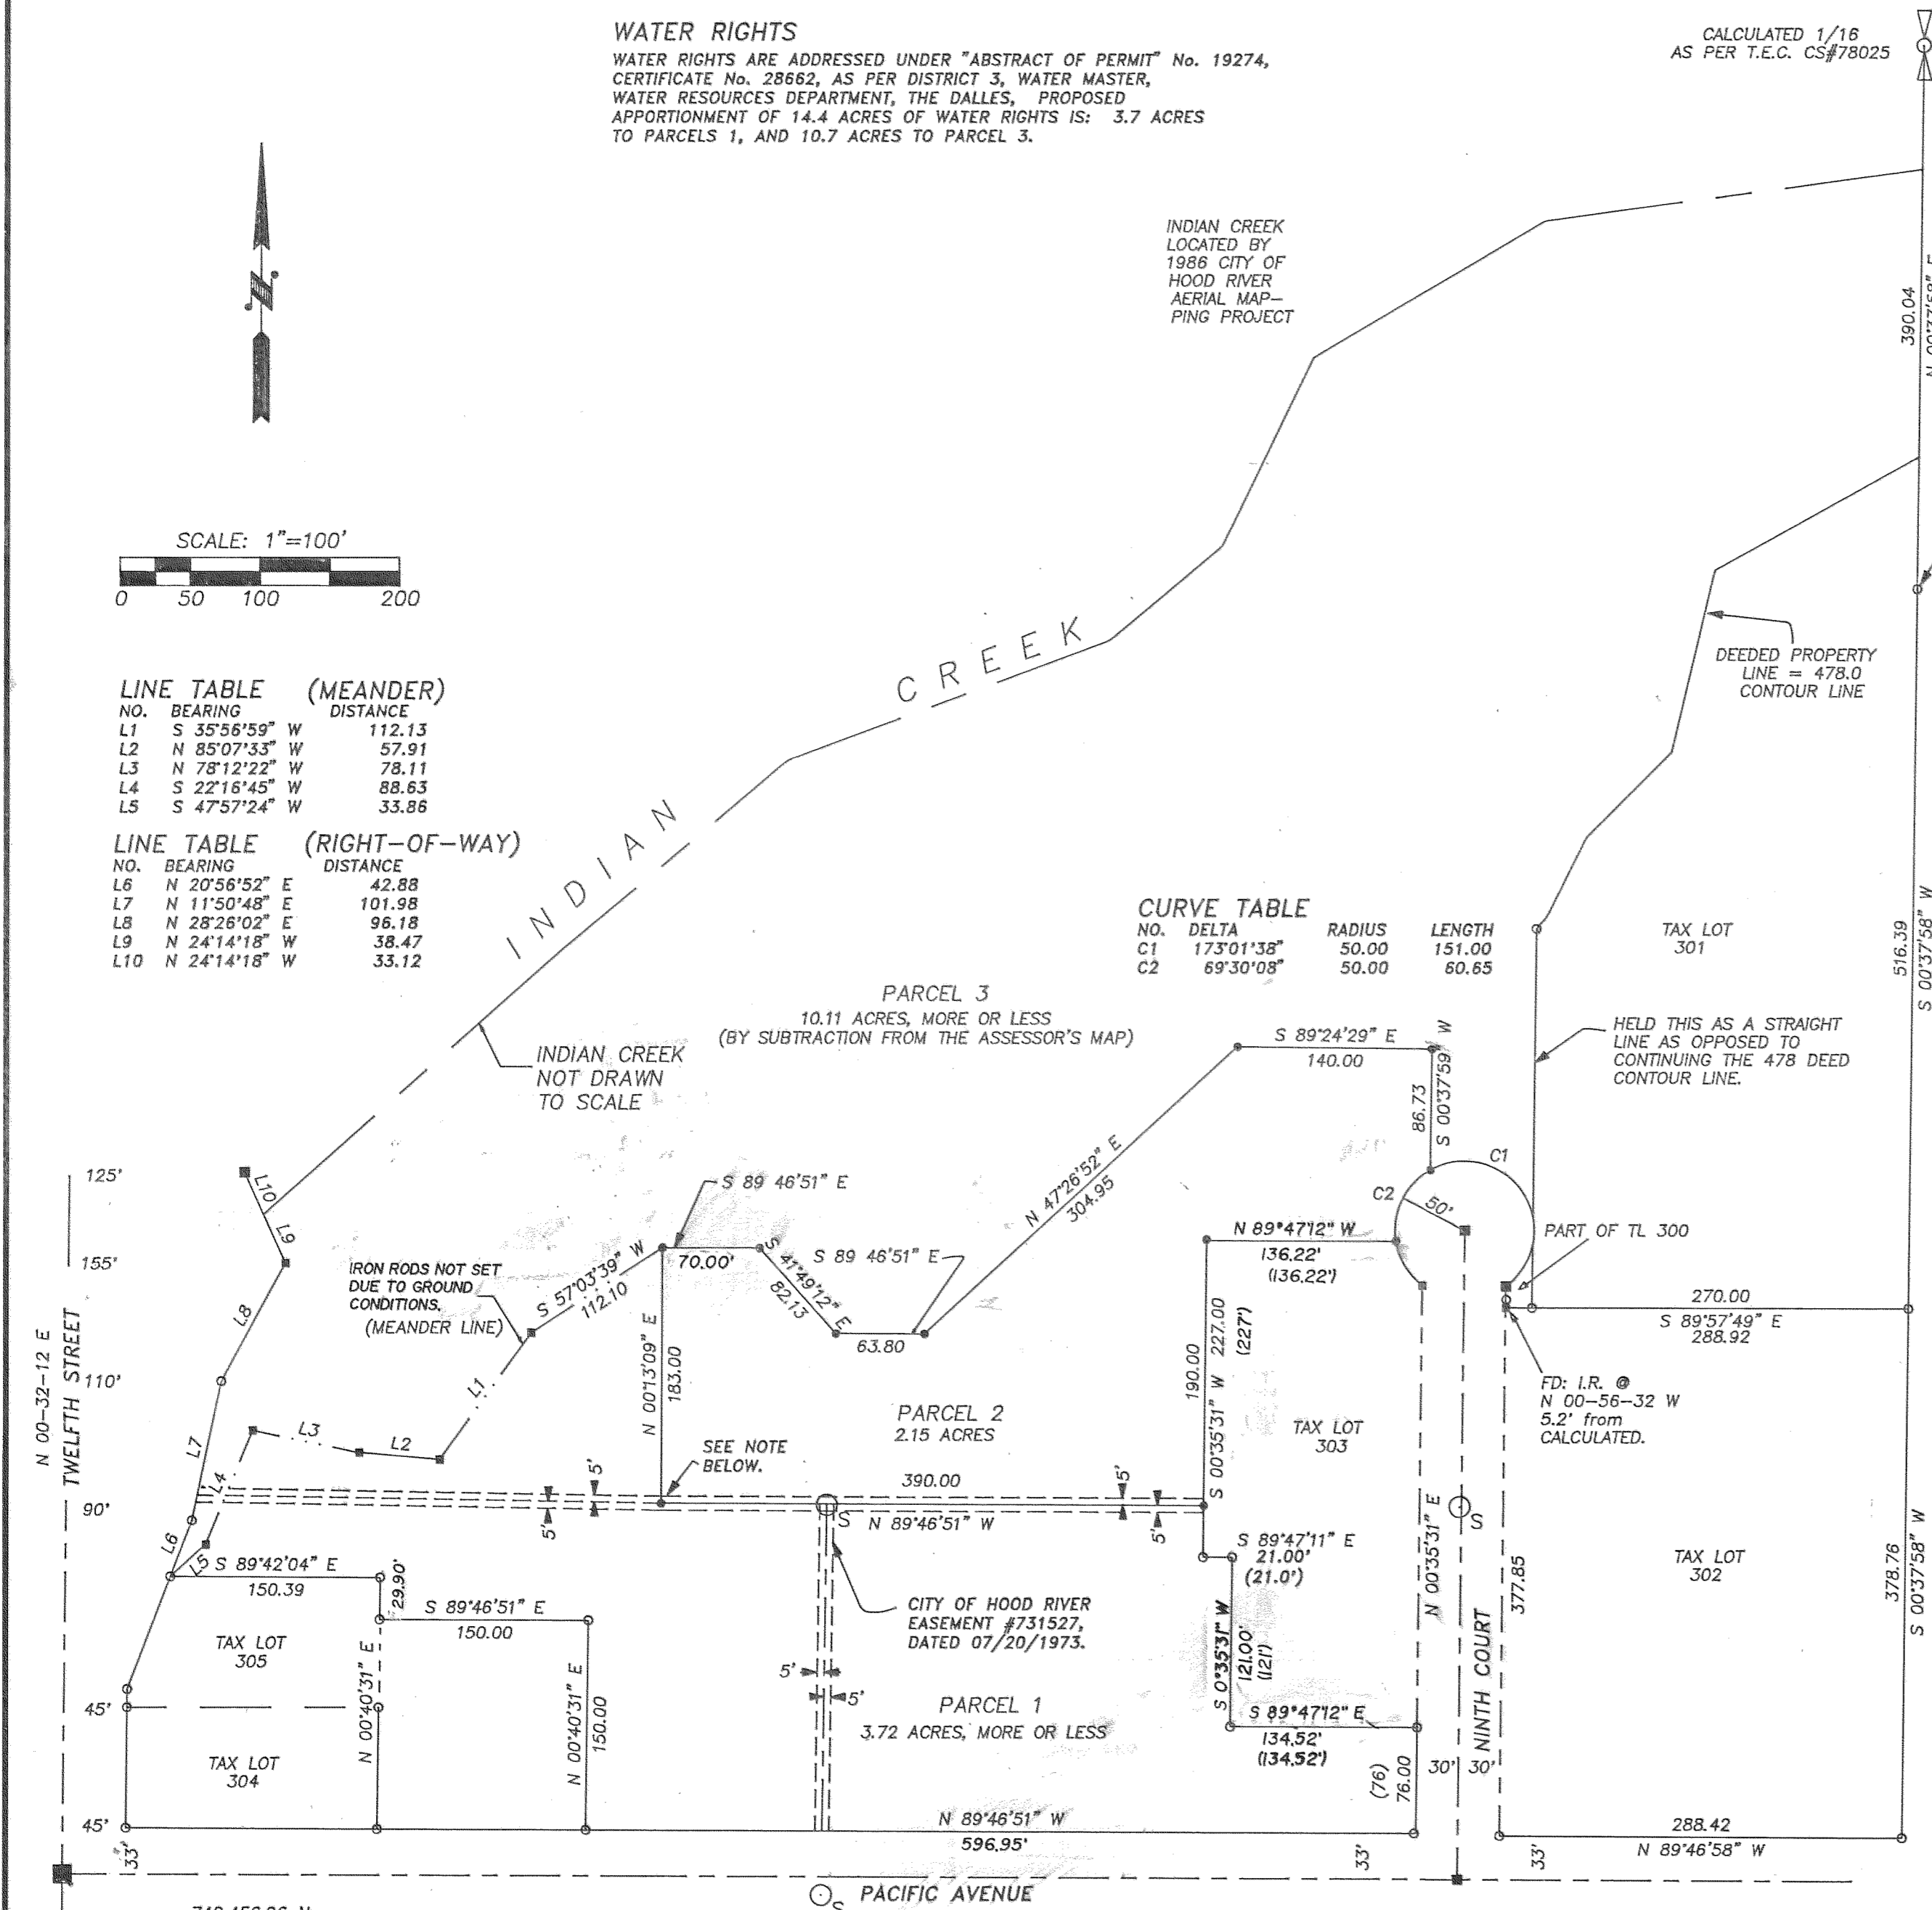 WATER RIGHTS
WATER RIGHTS ARE ADDRESSED UNDER "ABSTRACT OF PERMIT" No. 19274,
CERTIFICATE No. 28662, AS PER DISTRICT 3, WATER MASTER,
WATER RESOURCES DEPARTMENT, THE DALLES, PROPOSED
APPORTIONMENT OF 14.4 ACRES OF WATER RIGHTS IS: 3.7 ACRES
TO PARCELS 1, AND 10.7 ACRES TO PARCEL 3.
CALCULATED 1/16
AS PER T.E.C. CS#78025
INDIAN CREEK
LOCATED BY
1986 CITY OF
HOOD RIVER
AERIAL MAP-
PING PROJECT
N
390.04
SCALE: 1"=100'
0 50 100 200
DEEDED PROPERTY
LINE = 478.0
CONTOUR LINE
INDIAN CREEK
LINE TABLE (MEANDER)
NO. BEARING DISTANCE
L1 S 35°56'59" W 112.13
L2 N 85°07'33" W 57.91
L3 N 78°12'22" W 78.11
L4 S 22°16'45" W 88.63
L5 S 47°57'24" W 33.86
LINE TABLE (RIGHT-OF-WAY)
NO. BEARING DISTANCE
L6 N 20°56'52" E 42.88
L7 N 11°50'48" E 101.98
L8 N 28°26'02" E 96.18
L9 N 24°14'18" W 38.47
L10 N 24°14'18" W 33.12
CURVE TABLE
NO. DELTA RADIUS LENGTH
C1 173°01'38" 50.00 151.00
C2 69°30'08" 50.00 60.65
TAX LOT
301
516.39
S 00°37'58" W
PARCEL 3
10.11 ACRES, MORE OR LESS
(BY SUBTRACTION FROM THE ASSESSOR'S MAP)
INDIAN CREEK
NOT DRAWN
TO SCALE
S 89°24'29" E
140.00
HELD THIS AS A STRAIGHT
LINE AS OPPOSED TO
CONTINUING THE 478 DEED
CONTOUR LINE.
86.73
S 00°37'59" W
N 47°26'52" E
304.95
C1
C2
50'
PART OF TL 300
125'
L10
L9
155'
L8
110'
L7
90'
L6
L5
L4
L3
L2
L1
N 00-32-12 E
TWELFTH STREET
IRON RODS NOT SET
DUE TO GROUND
CONDITIONS.
(MEANDER LINE)
S 57°03'39" W
112.10
S 89 46'51" E
70.00'
S 41°49'12" E
82.13
S 89 46'51" E
63.80
N 00°13'09" E
183.00
N 89°47'12" W
136.22'
(136.22')
190.00
S 00°35'31" W 227.00
(227')
270.00
S 89°57'49" E
288.92
FD: I.R. @
N 00-56-32 W
5.2' from
CALCULATED.
PARCEL 2
2.15 ACRES
TAX LOT
303
SEE NOTE
BELOW.
390.00
N 89°46'51" W
5'
5'
5'
5'
S
S
S 89°47'11" E
21.00'
(21.0')
S 89°42'04" E
150.39
29.90'
S 89°46'51" E
150.00
CITY OF HOOD RIVER
EASEMENT #731527,
DATED 07/20/1973.
TAX LOT
302
378.76
S 00°37'58" W
N 00°35'31" E
377.85
NINTH COURT
S 0°35'31" W
121.00'
(121')
TAX LOT
305
5'
5'
PARCEL 1
3.72 ACRES, MORE OR LESS
S 89°47'12" E
134.52'
(134.52')
45'
N 00°40'31" E
N 00°40'31" E
150.00
TAX LOT
304
(76)
76.00
30' 30'
45'
N 89°46'51" W
596.95'
288.42
N 89°46'58" W
33'
33'
33'
S
PACIFIC AVENUE